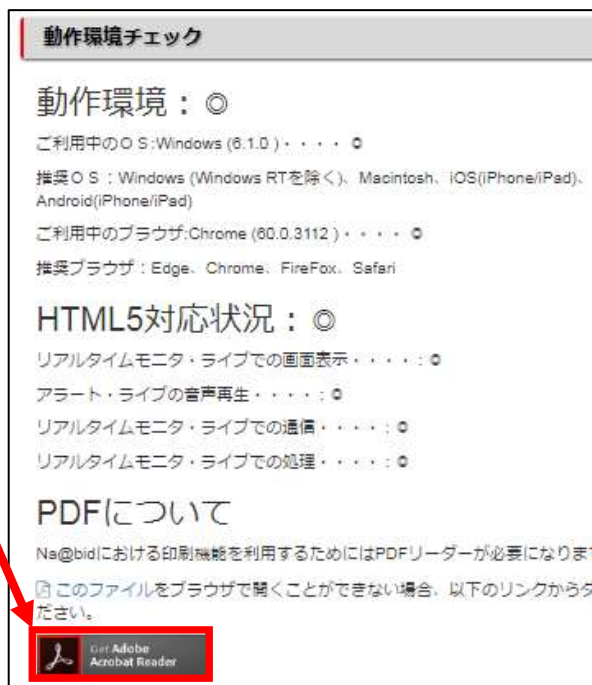 動作環境チェック
動作環境：◎
ご利用中のOS:Windows (6.1.0 )・・・・ ◎
推奨OS：Windows (Windows RTを除く)、Macintosh、iOS(iPhone/iPad)、
Android(iPhone/iPad)
ご利用中のブラウザ:Chrome (60.0.3112 )・・・・ ◎
推奨ブラウザ：Edge、Chrome、FireFox、Safari
HTML5対応状況：◎
リアルタイムモニタ・ライブでの画面表示・・・・：◎
アラート・ライブの音声再生・・・・：◎
リアルタイムモニタ・ライブでの通信・・・・：◎
リアルタイムモニタ・ライブでの処理・・・・：◎
PDFについて
Na@bidにおける印刷機能を利用するためにはPDFリーダーが必要になりま
このファイルをブラウザで開くことができない場合、以下のリンクから
ださい。
Get Adobe
Acrobat Reader